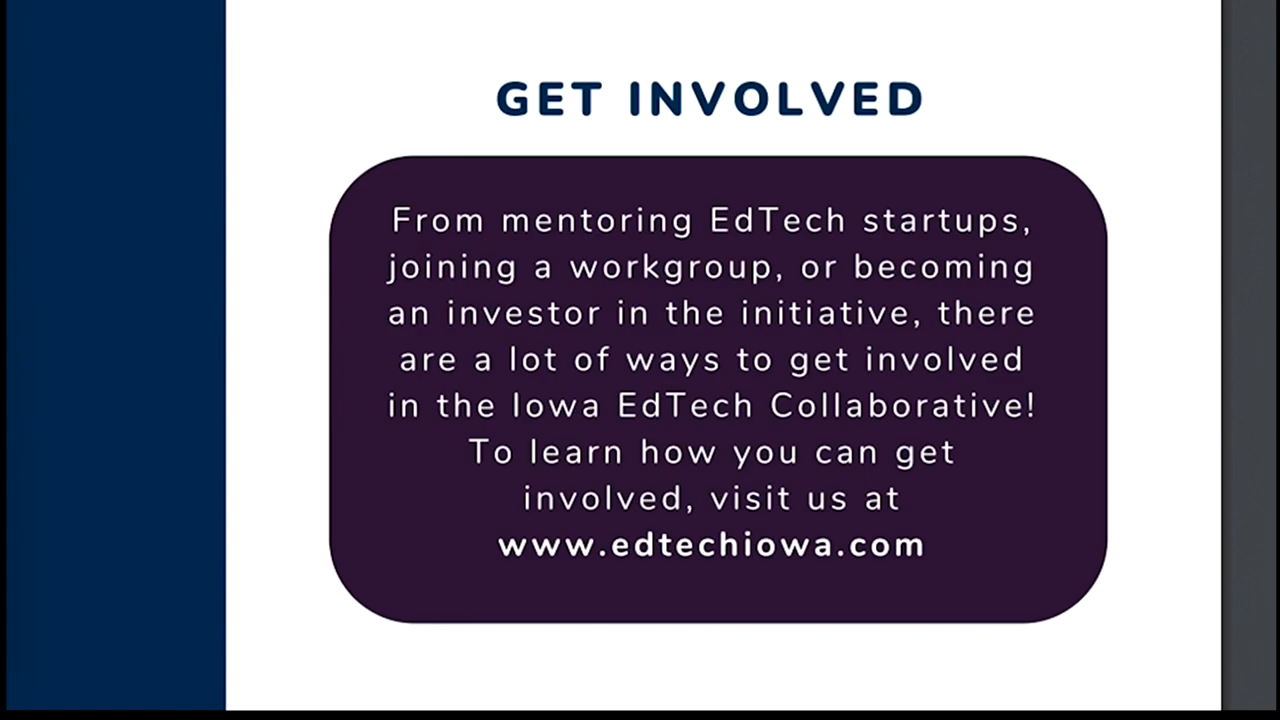 GET INVOLVED
From mentoring EdTech startups,
joining a workgroup, or becoming
an investor in the initiative, there
are a lot of ways to get involved
in the Iowa EdTech Collaborative!
To learn how you can get
involved, visit us at
www.edtechiowa.com